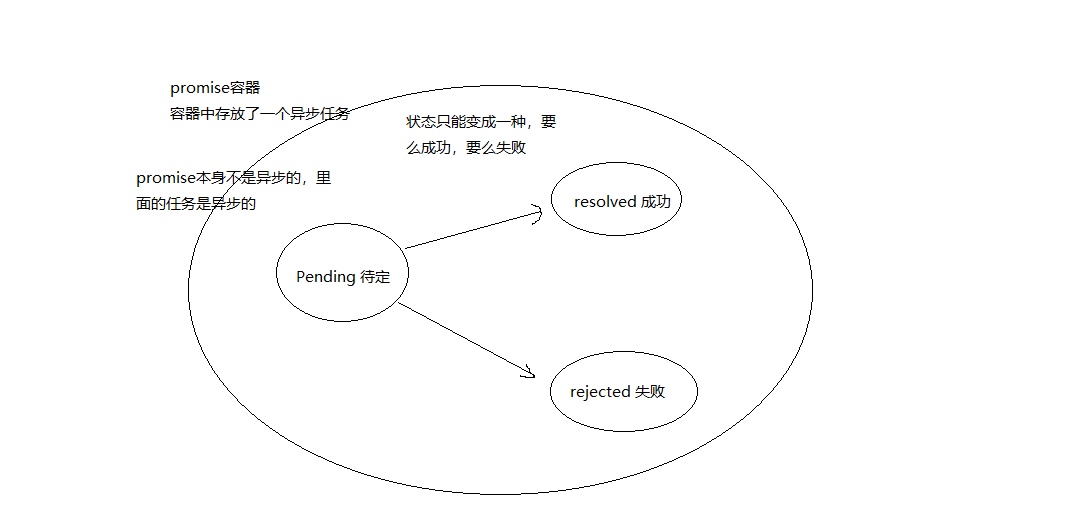 promise容器
容器中存放了一个异步任务
状态只能变成一种，要
么成功，要么失败
promise本身不是异步的，里
面的任务是异步的
resolved 成功
Pending 待定
rejected 失败